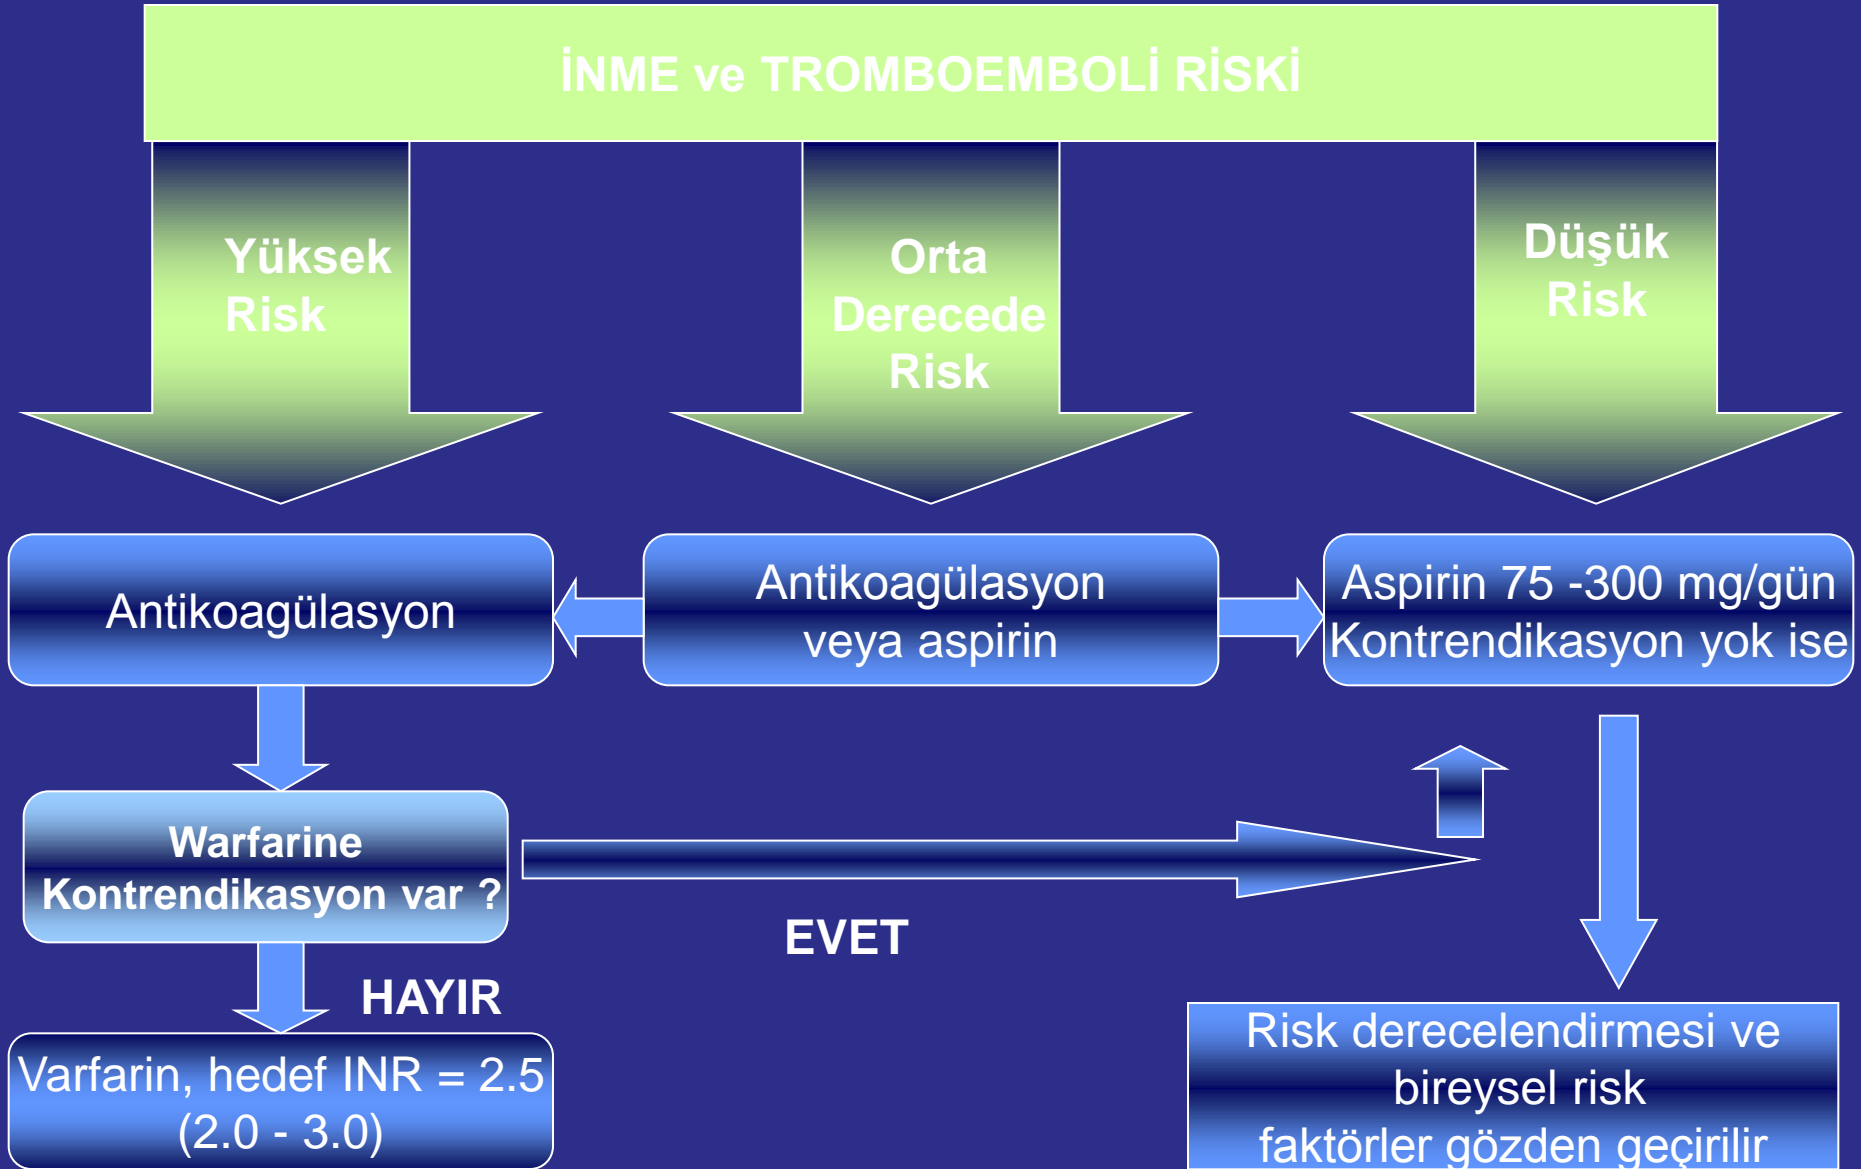 İNME ve TROMBOEMBOLİ RİSKİ
Yüksek
Risk
Orta
Derecede
Risk
Düşük
Risk
Antikoagülasyon
Antikoagülasyon
veya aspirin
Aspirin 75 -300 mg/gün
Kontrendikasyon yok ise
Warfarine
Kontrendikasyon var ?
EVET
HAYIR
Varfarin, hedef INR = 2.5
(2.0 - 3.0)
Risk derecelendirmesi ve
bireysel risk
faktörler gözden geçirilir